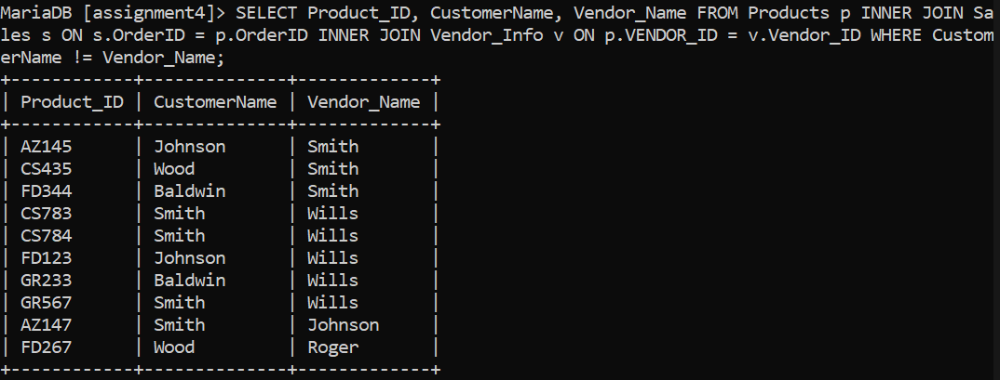 MariaDB [assignment4]> SELECT Product_ID, CustomerName, Vendor_Name FROM Products p INNER JOIN Sa
les s ON s.OrderID = p.OrderID INNER JOIN Vendor_Info v ON p.VENDOR_ID = v.Vendor_ID WHERE Custom
erName != Vendor_Name;
+------------+--------------+-------------+
| Product_ID | CustomerName | Vendor_Name |
+------------+--------------+-------------+
| AZ145      | Johnson      | Smith       |
| CS435      | Wood         | Smith       |
| FD344      | Baldwin      | Smith       |
| CS783      | Smith        | Wills       |
| CS784      | Smith        | Wills       |
| FD123      | Johnson      | Wills       |
| GR233      | Baldwin      | Wills       |
| GR567      | Smith        | Wills       |
| AZ147      | Smith        | Johnson     |
| FD267      | Wood         | Roger       |
+------------+--------------+-------------+